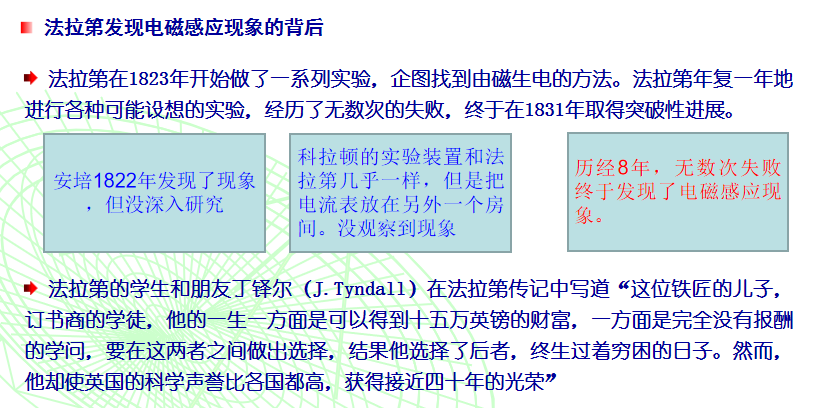 法拉第发现电磁感应现象的背后
法拉第在1823年开始做了一系列实验，企图找到由磁生电的方法。法拉第年复一年地
进行各种可能设想的实验，经历了无数次的失败，终于在1831年取得突破性进展。
安培1822年发现了现象
，但没深入研究
科拉顿的实验装置和法
拉第几乎一样，但是把
电流表放在另外一个房
间。没观察到现象
历经8年，无数次失败
终于发现了电磁感应现
象。
法拉第的学生和朋友丁铎尔（J.Tyndall）在法拉第传记中写道“这位铁匠的儿子，
订书商的学徒，他的一生一方面是可以得到十五万英镑的财富，一方面是完全没有报酬
的学问，要在这两者之间做出选择，结果他选择了后者，终生过着穷困的日子。然而，
他却使英国的科学声誉比各国都高，获得接近四十年的光荣”